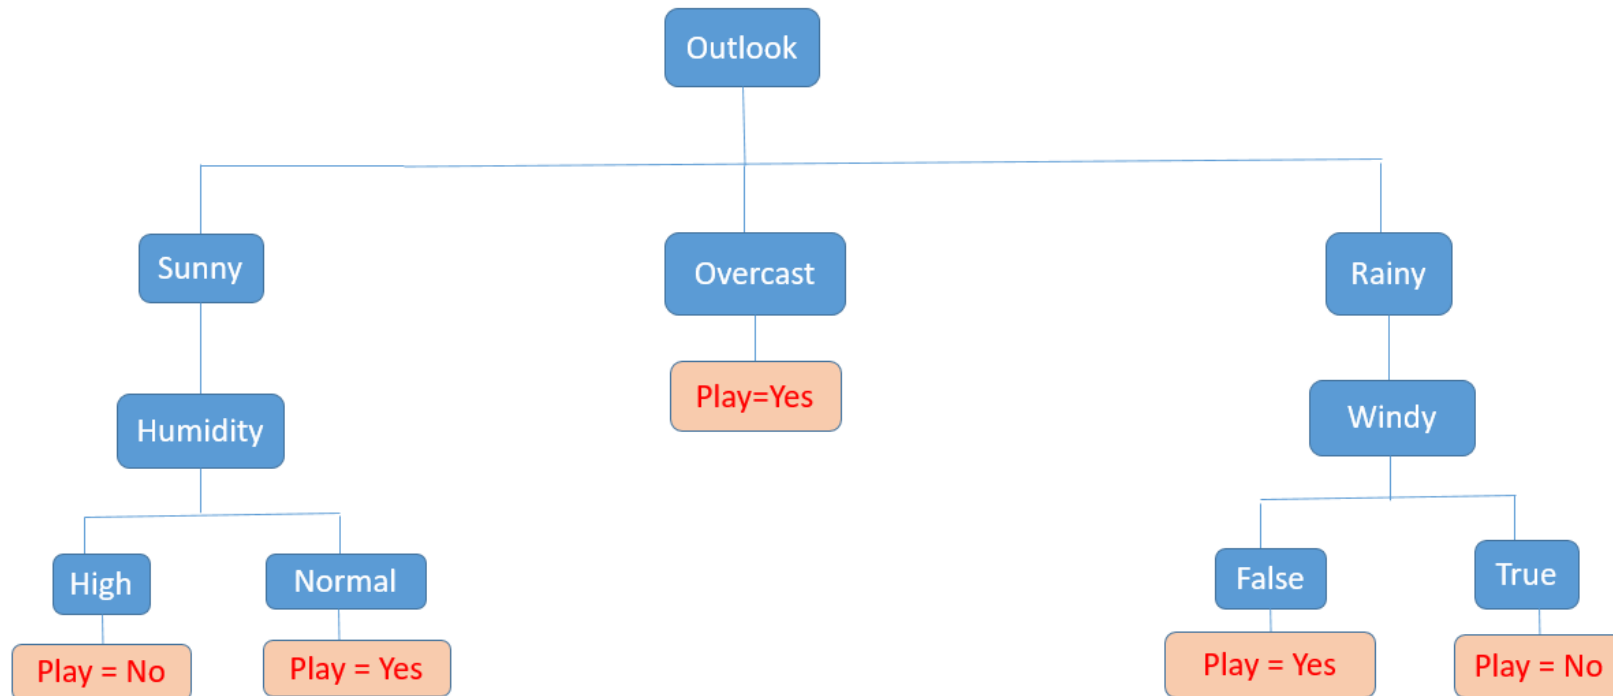 Outlook
Sunny
Overcast
Rainy
Play=Yes
Humidity
Windy
High
Normal
False
True
Play = No
Play = Yes
Play = Yes
Play = No